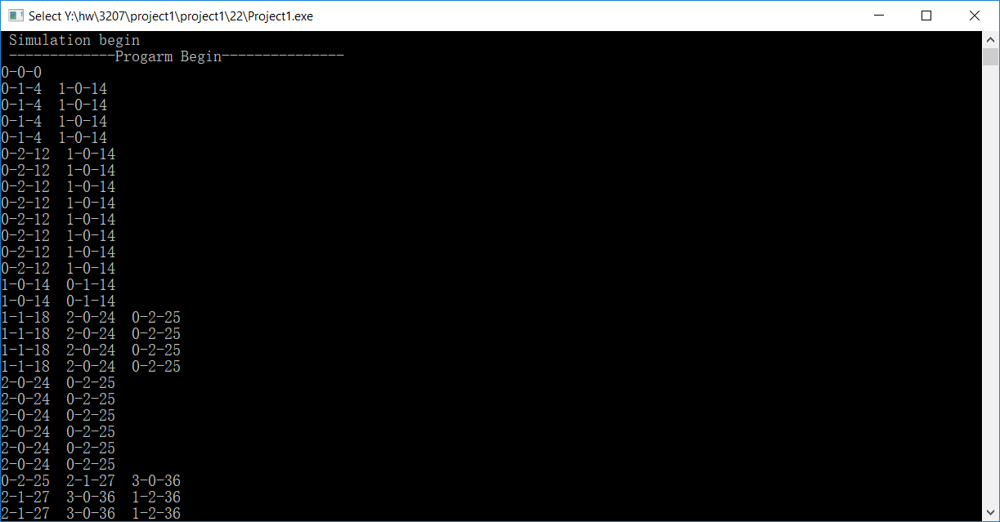 Select Y:\hw\3207\project1\project1\22\Project1.exe
Simulation begin
-------------Progarm Begin---------------
0-0-0
0-1-4  1-0-14
0-1-4  1-0-14
0-1-4  1-0-14
0-1-4  1-0-14
0-2-12  1-0-14
0-2-12  1-0-14
0-2-12  1-0-14
0-2-12  1-0-14
0-2-12  1-0-14
0-2-12  1-0-14
0-2-12  1-0-14
0-2-12  1-0-14
1-0-14  0-1-14
1-0-14  0-1-14
1-1-18  2-0-24  0-2-25
1-1-18  2-0-24  0-2-25
1-1-18  2-0-24  0-2-25
1-1-18  2-0-24  0-2-25
2-0-24  0-2-25
2-0-24  0-2-25
2-0-24  0-2-25
2-0-24  0-2-25
2-0-24  0-2-25
2-0-24  0-2-25
0-2-25  2-1-27  3-0-36
2-1-27  3-0-36  1-2-36
2-1-27  3-0-36  1-2-36